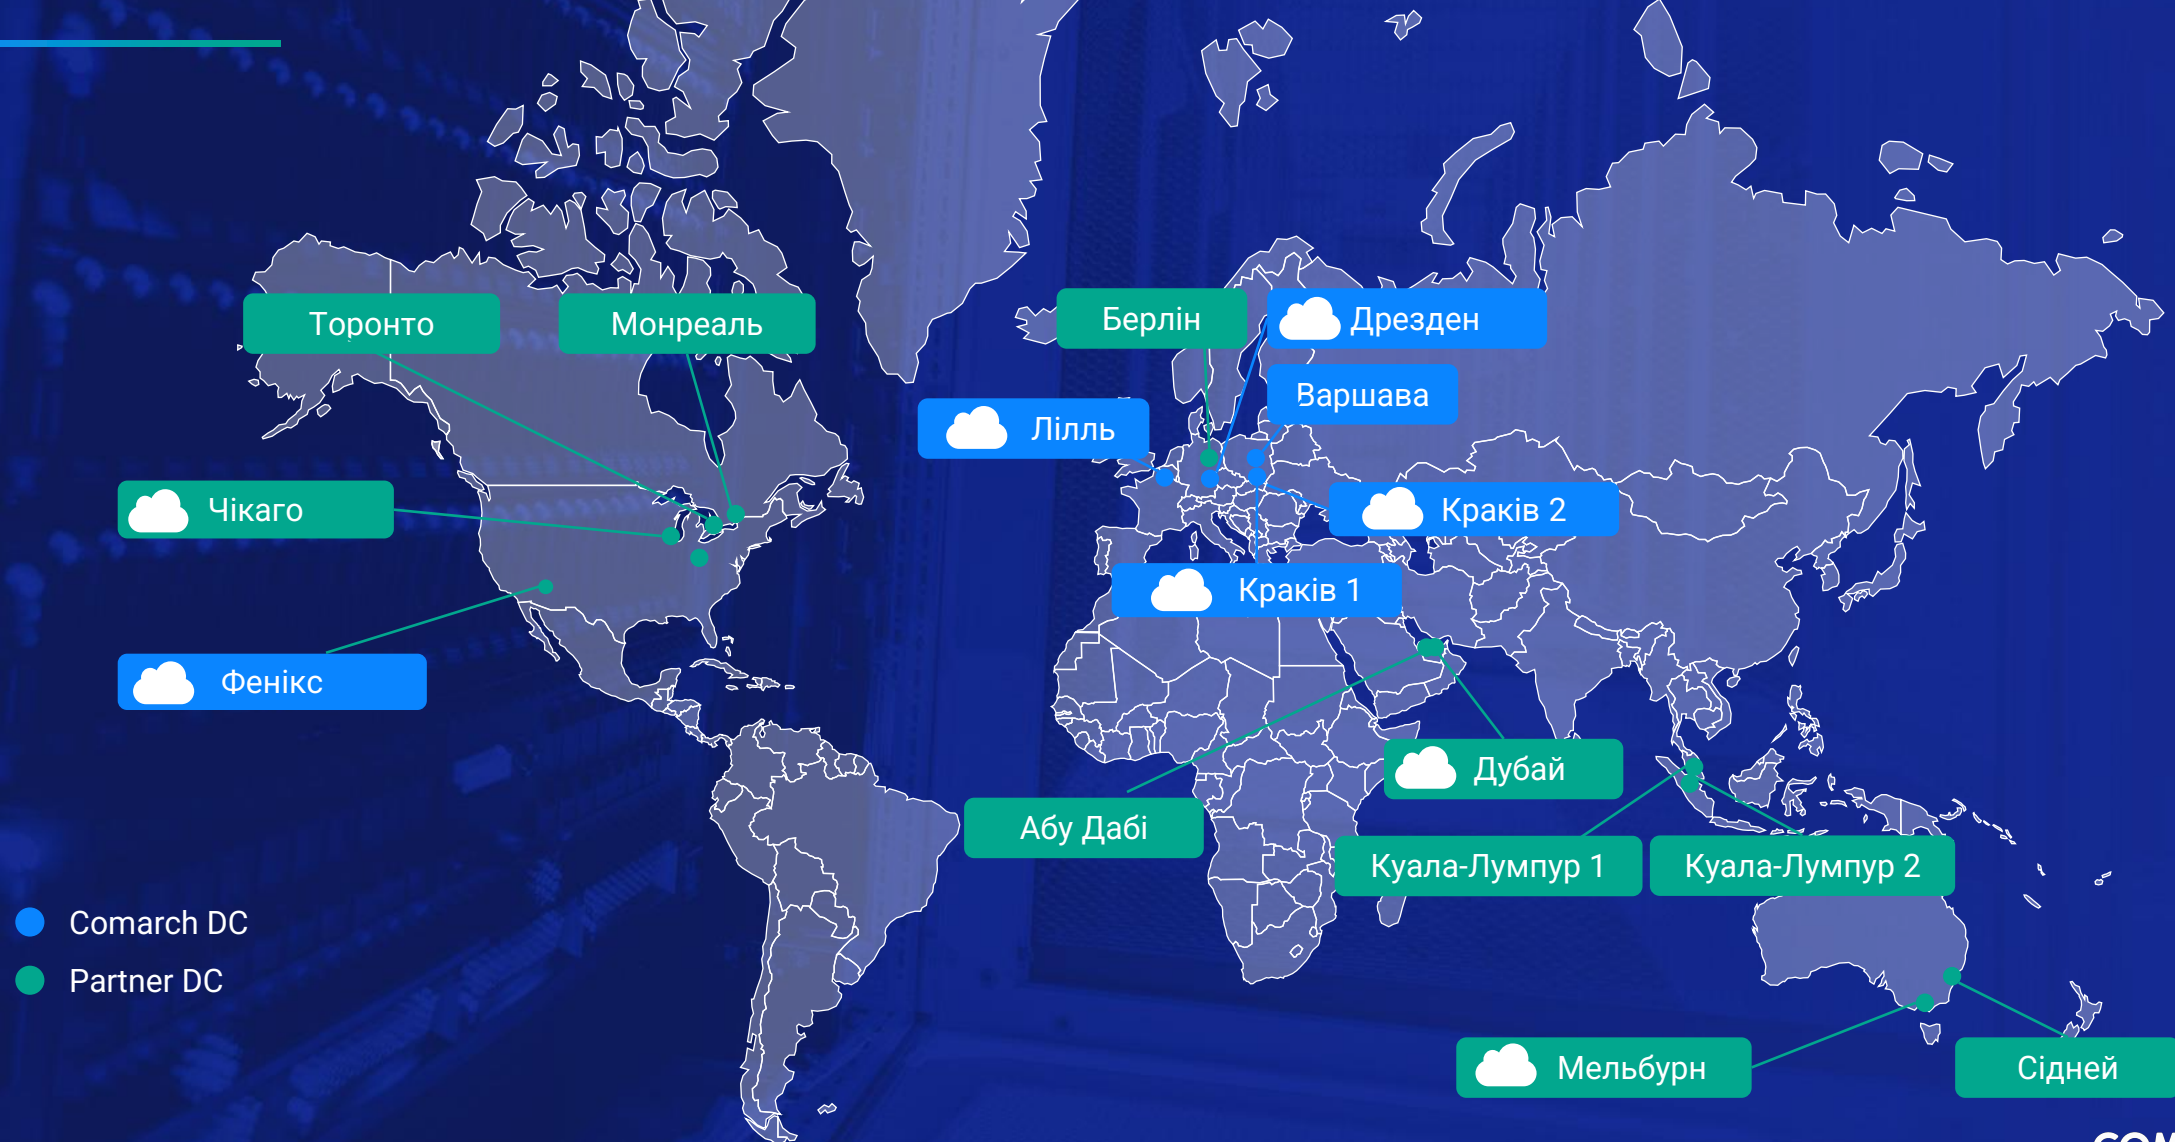 Торонто
Монреаль
Берлін
Дрезден
Варшава
Лілль
Чікаго
Краків 2
Краків 1
Фенікс
Дубай
Абу Дабі
Куала-Лумпур 1
Куала-Лумпур 2
Comarch DC
Partner DC
Мельбурн
Сідней